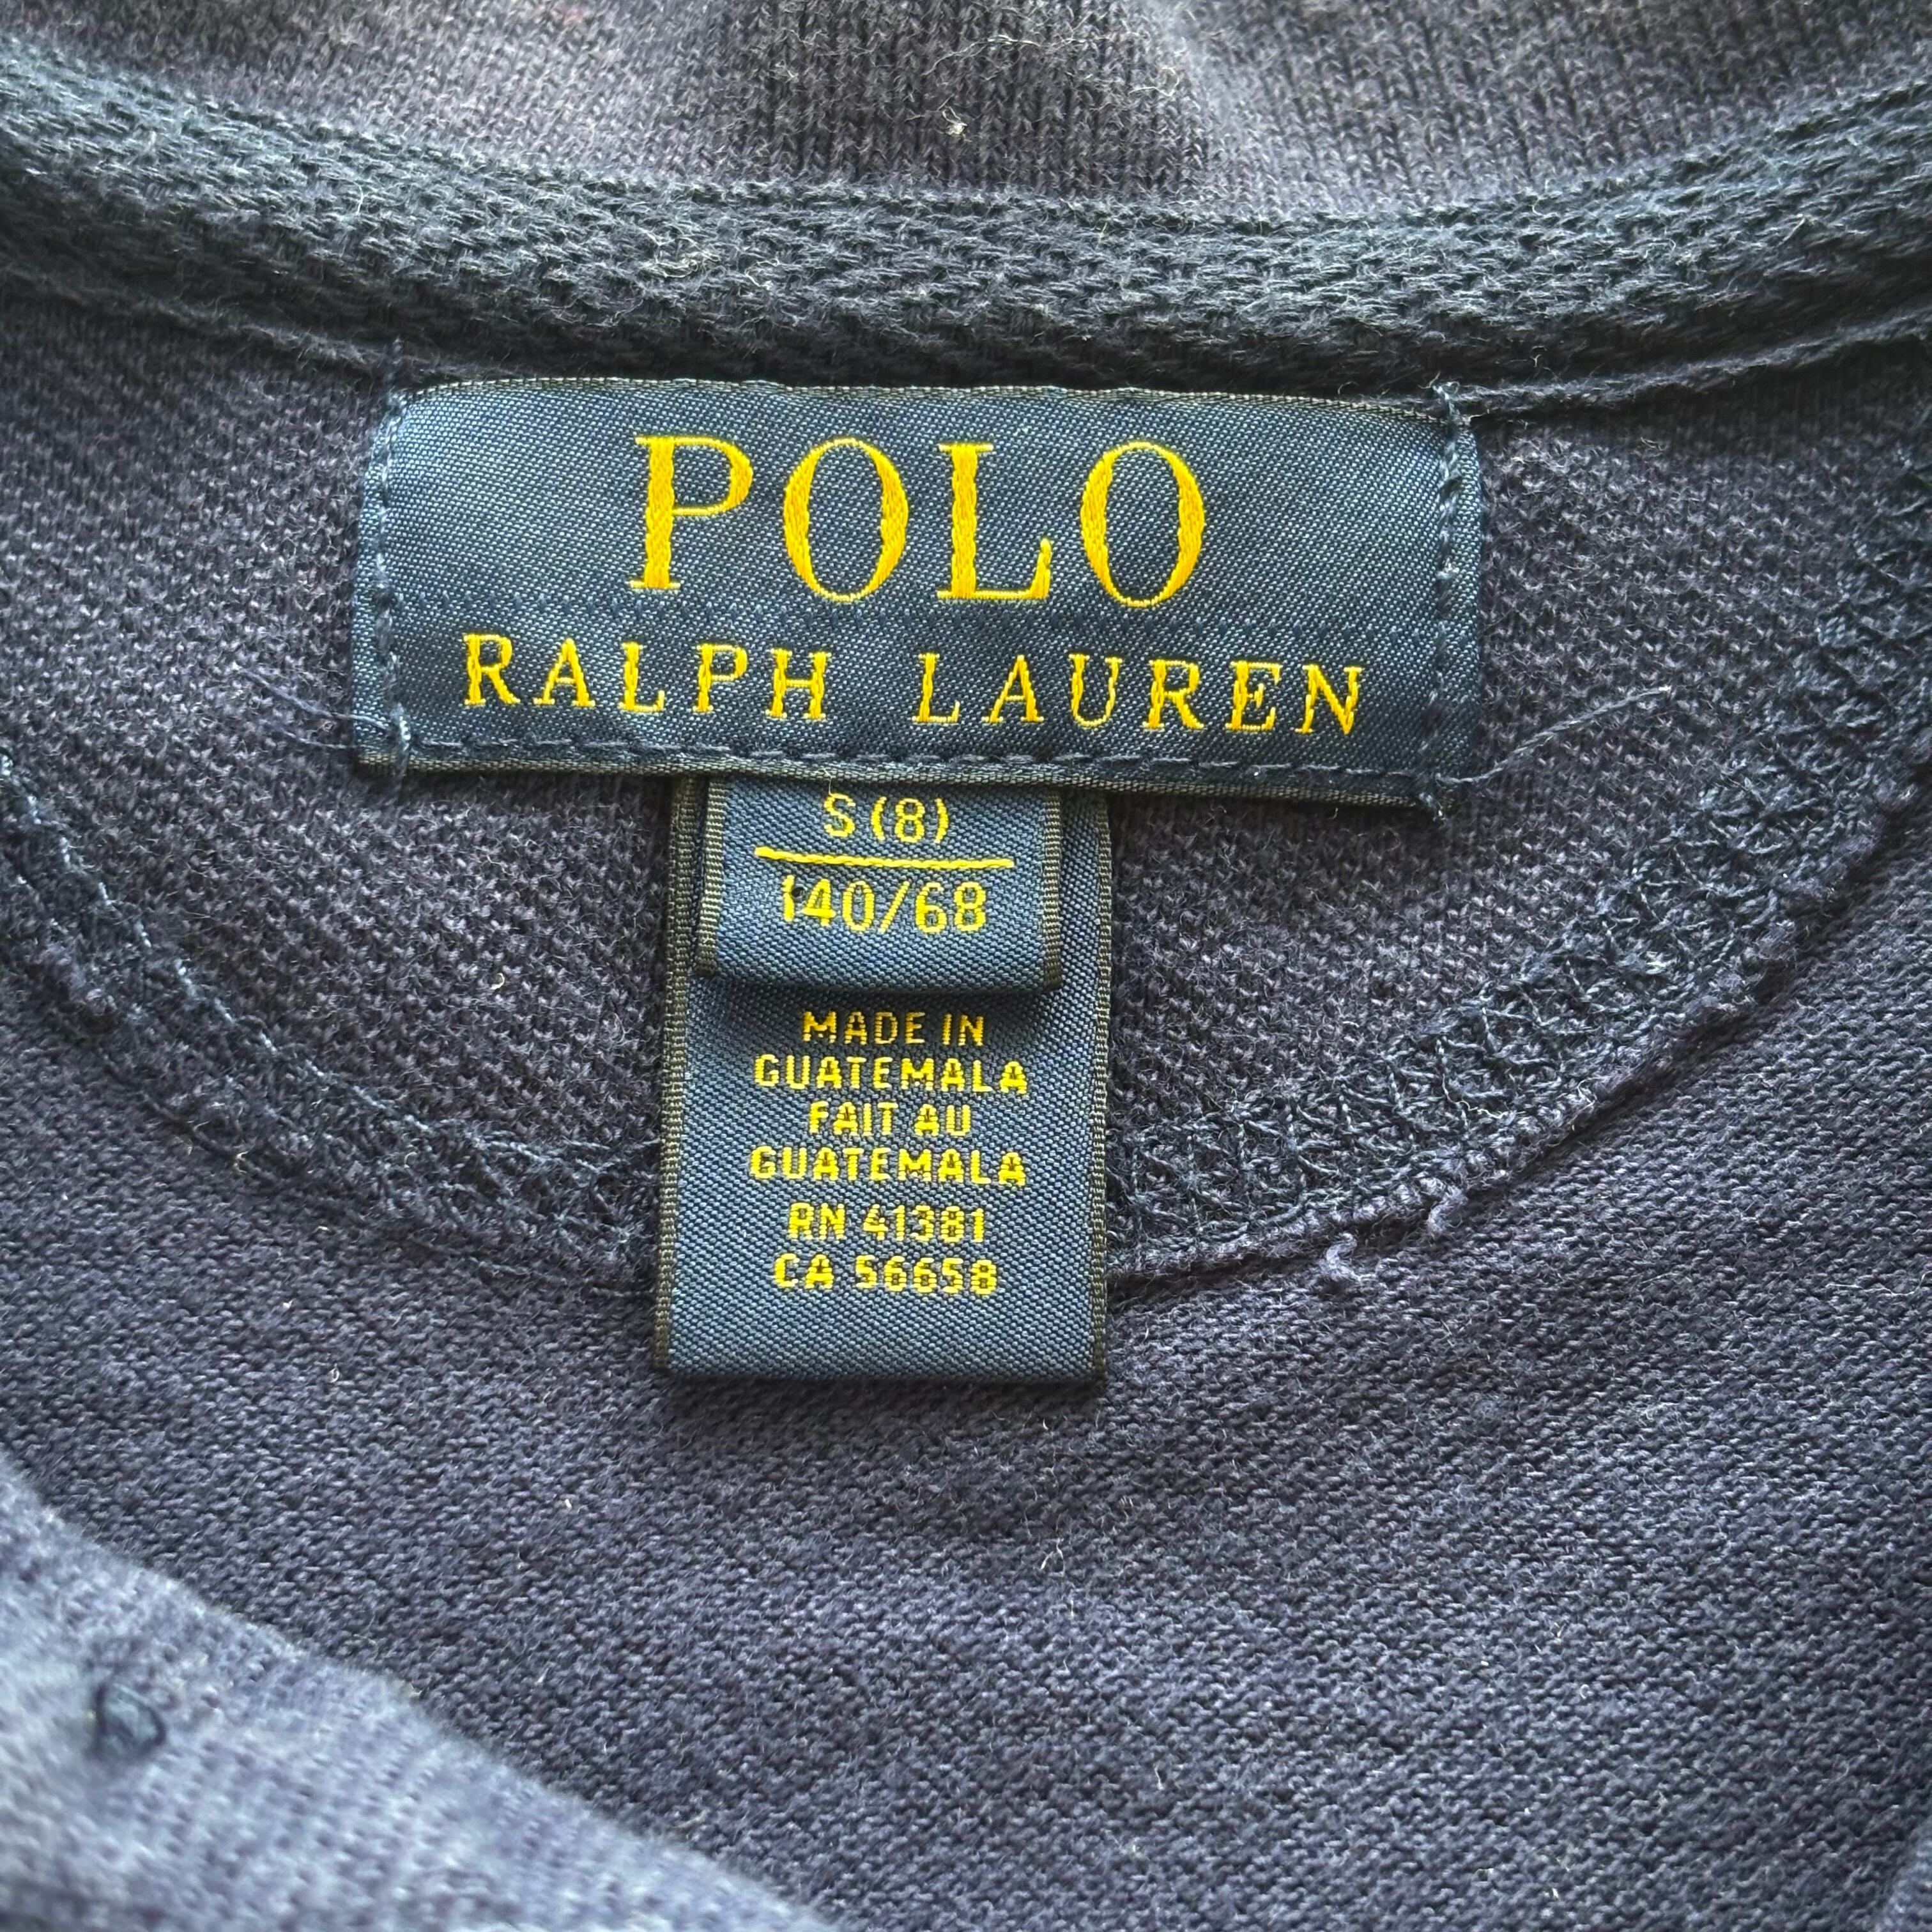 POLO
RALPH LAUREN
S (8)
140/68
MADE IN
GUATEMALA
FAIT AU
GUATEMALA
RN 41381
CA 56658